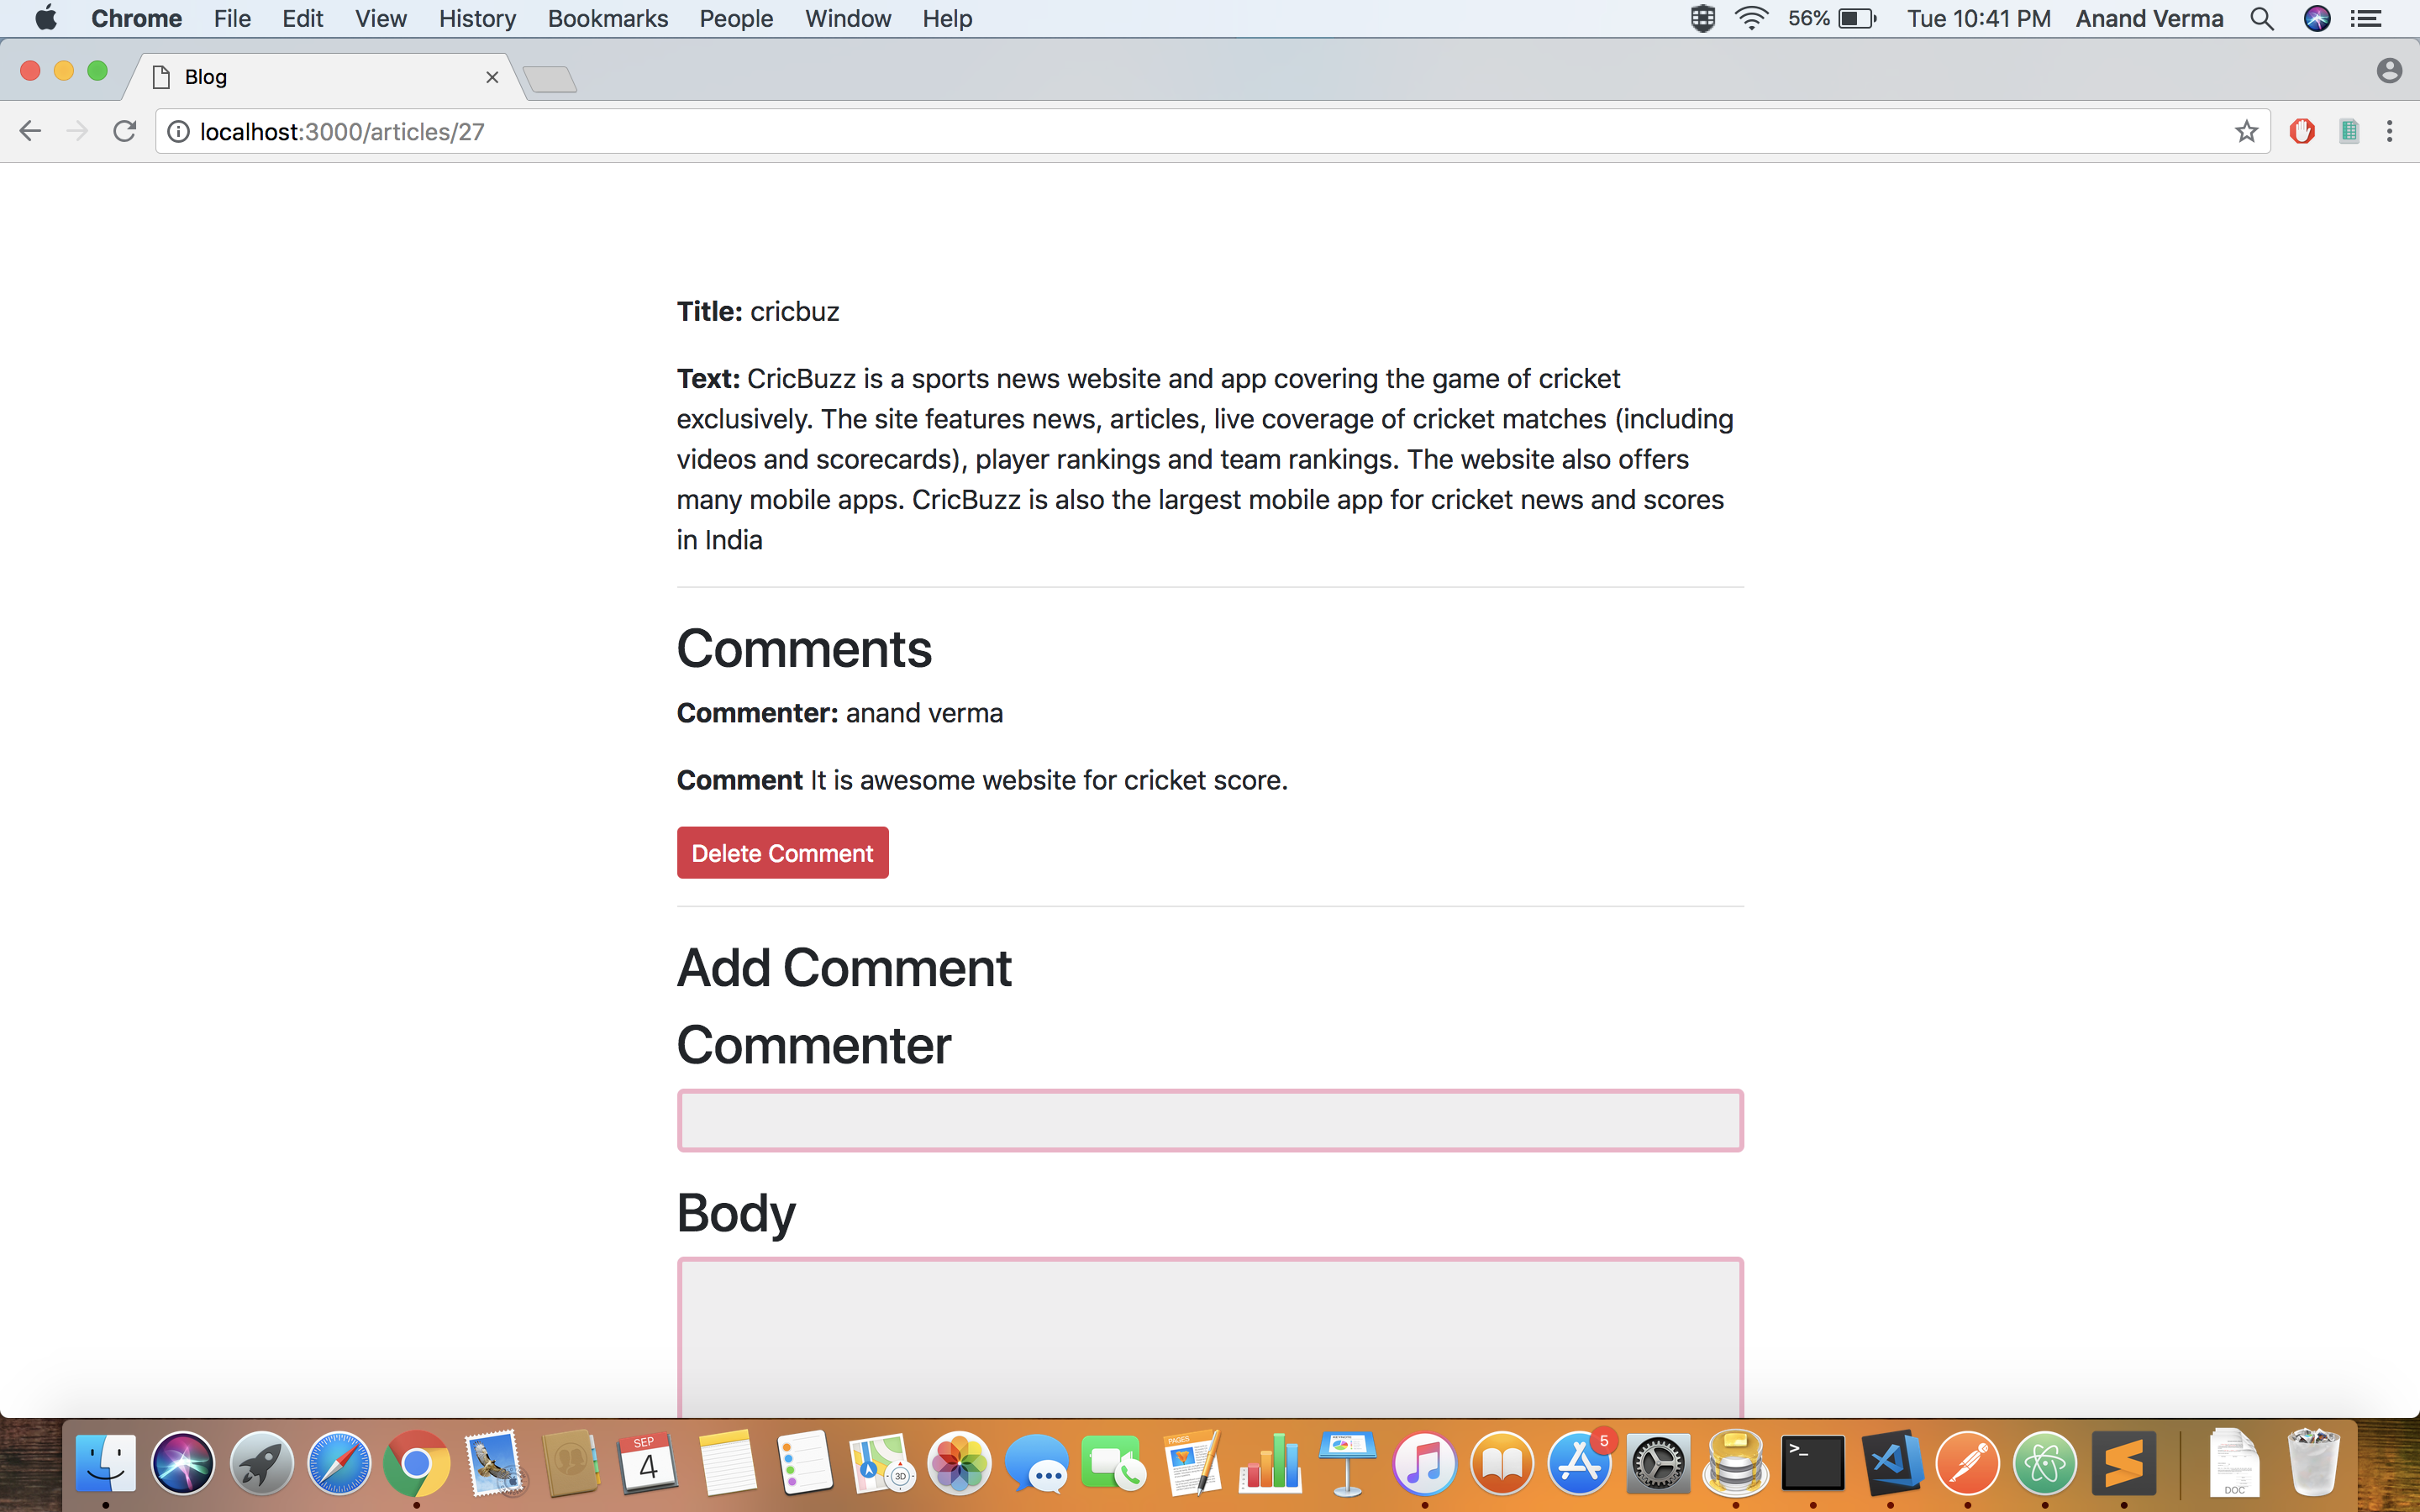 Chrome File Edit View History Bookmarks People Window Help 56% Tue 10:41 PM Anand Verma
Blog
localhost:3000/articles/27
Title: cricbuz
Text: CricBuzz is a sports news website and app covering the game of cricket
exclusively. The site features news, articles, live coverage of cricket matches (including
videos and scorecards), player rankings and team rankings. The website also offers
many mobile apps. CricBuzz is also the largest mobile app for cricket news and scores
in India
Comments
Commenter: anand verma
Comment It is awesome website for cricket score.
Delete Comment
Add Comment
Commenter
Body
SEP
4
3D
PAGES
5
>_
DOC